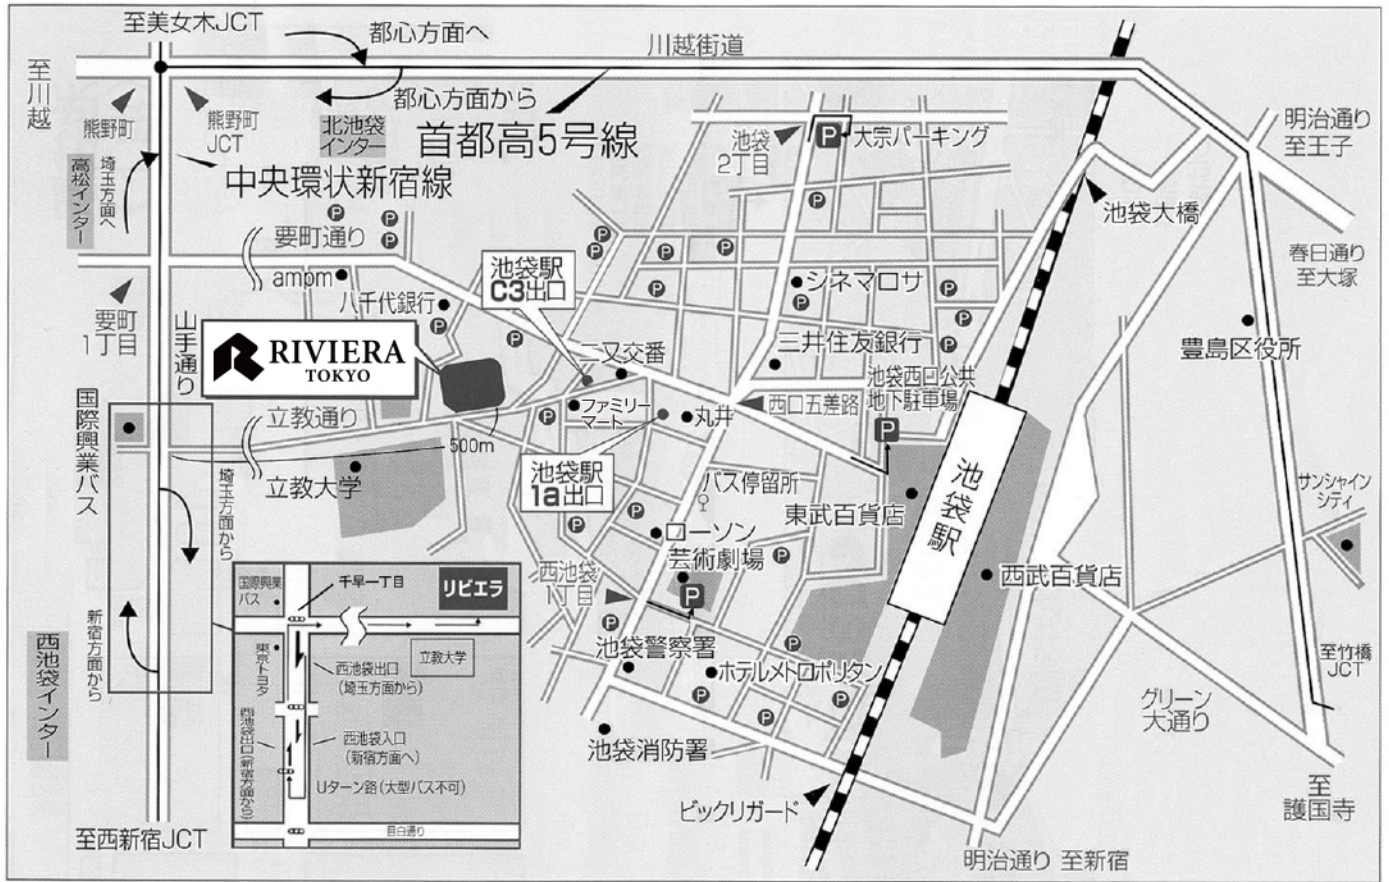 至美女木JCT
都心方面へ
川越街道
至川越
都心方面から
熊野町
熊野町
JCT
北池袋
インター
首都高5号線
池袋
2丁目
P
大宗パーキング
明治通り
至王子
高松インター
埼玉方面へ
中央環状新宿線
池袋大橋
要町通り
春日通り
至大塚
ampm
池袋駅
C3出口
シネマロサ
八千代銀行
要町
1丁目
山手通り
RIVIERA
TOKYO
二又交番
三井住友銀行
豊島区役所
池袋西口公共
地下駐車場
国際興業バス
立教通り
ファミリー
マート
丸井
西口五差路
P
500m
池袋駅
1a出口
バス停留所
池袋駅
立教大学
東武百貨店
サンシャイン
シティ
埼玉方面から
ローソン
芸術劇場
西池袋
1丁目
P
西武百貨店
新宿方面から
西池袋インター
国際興業
バス
千早一丁目
リビエラ
東京トヨタ
立教大学
西池袋出口
(埼玉方面から)
西池袋出口(新宿方面から)
西池袋入口
(新宿方面へ)
Uターン路(大型バス不可)
目白通り
池袋警察署
ホテルメトロポリタン
至竹橋
JCT
グリーン
大通り
池袋消防署
ビックリガード
至
護国寺
至西新宿JCT
明治通り 至新宿